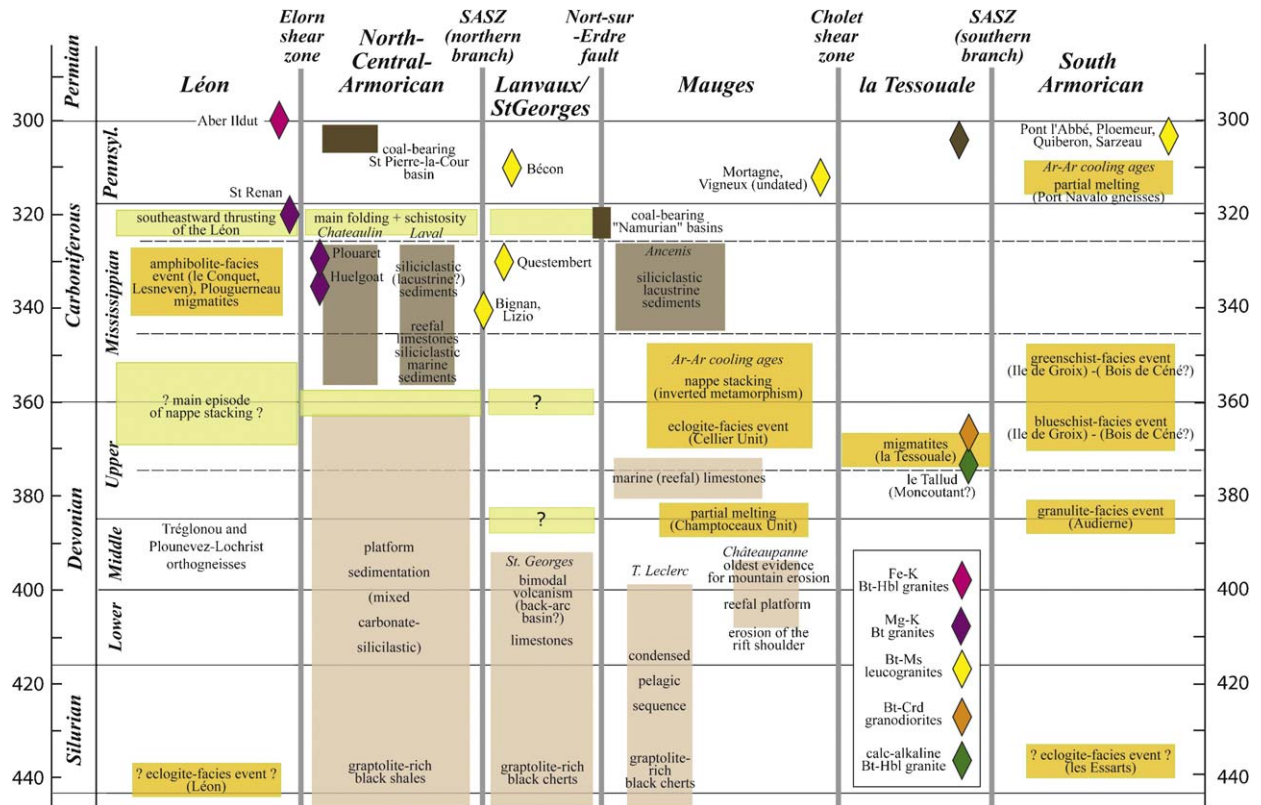 Elorn
shear
zone
SASZ
(northern
branch)
Nort-sur
-Erdre
fault
Cholet
shear
zone
SASZ
(southern
branch)
Léon
North-
Central-
Armorican
Lanvaux/
StGeorges
Mauges
la Tessouale
South
Armorican
Permian
Carboniferous
Pennsyl.
Mississippian
Devonian
Upper
Middle
Lower
Silurian
300
320
340
360
380
400
420
440
300
320
340
360
380
400
420
440
Aber Ildut
St Renan
southeastward thrusting
of the Léon
amphibolite-facies
event (le Conquet,
Lesneven), Plouguerneau
migmatites
? main episode
of nappe stacking ?
Tréglonou and
Plounevez-Lochrist
orthogneisses
? eclogite-facies event ?
(Léon)
coal-bearing
St Pierre-la-Cour
basin
main folding + schistosity
Chateaulin
Laval
Plouaret
Huelgoat
siliciclastic
(lacustrine?)
sediments
reefal
limestones
siliciclastic
marine
sediments
platform
sedimentation
(mixed
carbonate-
silicilastic)
graptolite-rich
black shales
Bécon
Questembert
Bignan,
Lizio
?
?
St. Georges
bimodal
volcanism
(back-arc
basin?)
limestones
graptolite-rich
black cherts
Mortagne,
Vigneux (undated)
coal-bearing
"Namurian" basins
Ancenis
siliciclastic
lacustrine
sediments
Ar-Ar cooling ages
nappe stacking
(inverted metamorphism)
eclogite-facies event
(Cellier Unit)
marine (reefal) limestones
partial melting
(Champtoceaux Unit)
T. Leclerc
Châteaupanne
oldest evidence
for mountain erosion
reefal platform
erosion of the
rift shoulder
condensed
pelagic
sequence
graptolite-
rich
black cherts
migmatites
(la Tessouale)
le Tallud
(Moncoutant?)
Fe-K
Bt-Hbl granites
Mg-K
Bt granites
Bt-Ms
leucogranites
Bt-Crd
granodiorites
calc-alkaline
Bt-Hbl granite
Pont l'Abbé, Ploemeur,
Quiberon, Sarzeau
Ar-Ar cooling ages
partial melting
(Port Navalo gneisses)
greenschist-facies event
(Ile de Groix) -( Bois de Céné?)
blueschist-facies event
(Ile de Groix) - (Bois de Céné?)
granulite-facies event
(Audierne)
? eclogite-facies event ?
(les Essarts)